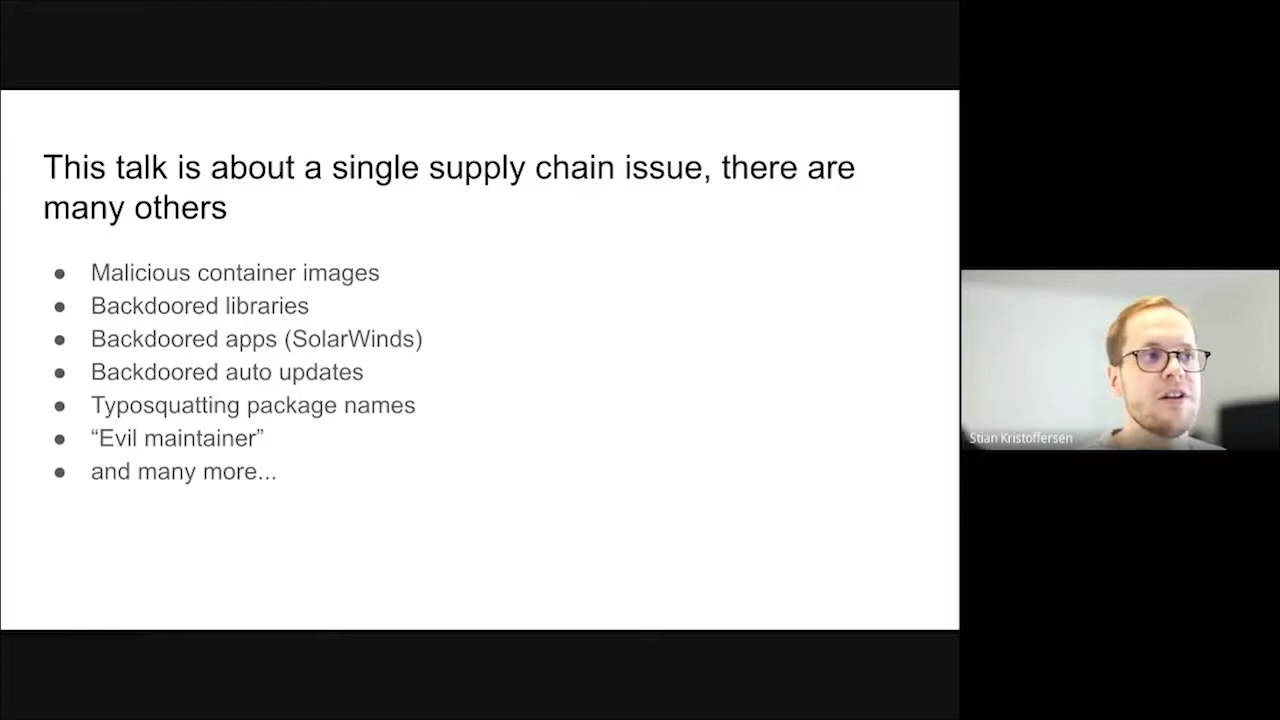 This talk is about a single supply chain issue, there are
many others
● Malicious container images
● Backdoored libraries
● Backdoored apps (SolarWinds)
● Backdoored auto updates
● Typosquatting package names
● “Evil maintainer”
● and many more...
Stian Kristoffersen